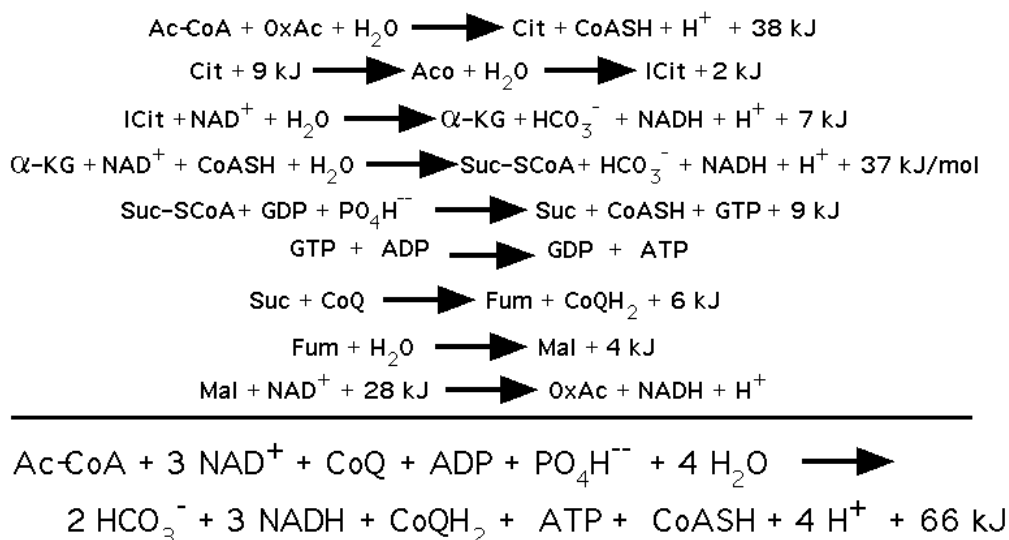 Ac-CoA + OxAc + H₂O ⟶ Cit + CoASH + H⁺ + 38 kJ
Cit + 9 kJ ⟶ Aco + H₂O ⟶ ICit + 2 kJ
ICit + NAD⁺ + H₂O ⟶ α-KG + HCO₃⁻ + NADH + H⁺ + 7 kJ
α-KG + NAD⁺ + CoASH + H₂O ⟶ Suc-SCoA + HCO₃⁻ + NADH + H⁺ + 37 kJ/mol
Suc-SCoA + GDP + PO₄H⁻⁻ ⟶ Suc + CoASH + GTP + 9 kJ
GTP + ADP ⟶ GDP + ATP
Suc + CoQ ⟶ Fum + CoQH₂ + 6 kJ
Fum + H₂O ⟶ Mal + 4 kJ
Mal + NAD⁺ + 28 kJ ⟶ OxAc + NADH + H⁺
Ac-CoA + 3 NAD⁺ + CoQ + ADP + PO₄H⁻⁻ + 4 H₂O ⟶
2 HCO₃⁻ + 3 NADH + CoQH₂ + ATP + CoASH + 4 H⁺ + 66 kJ